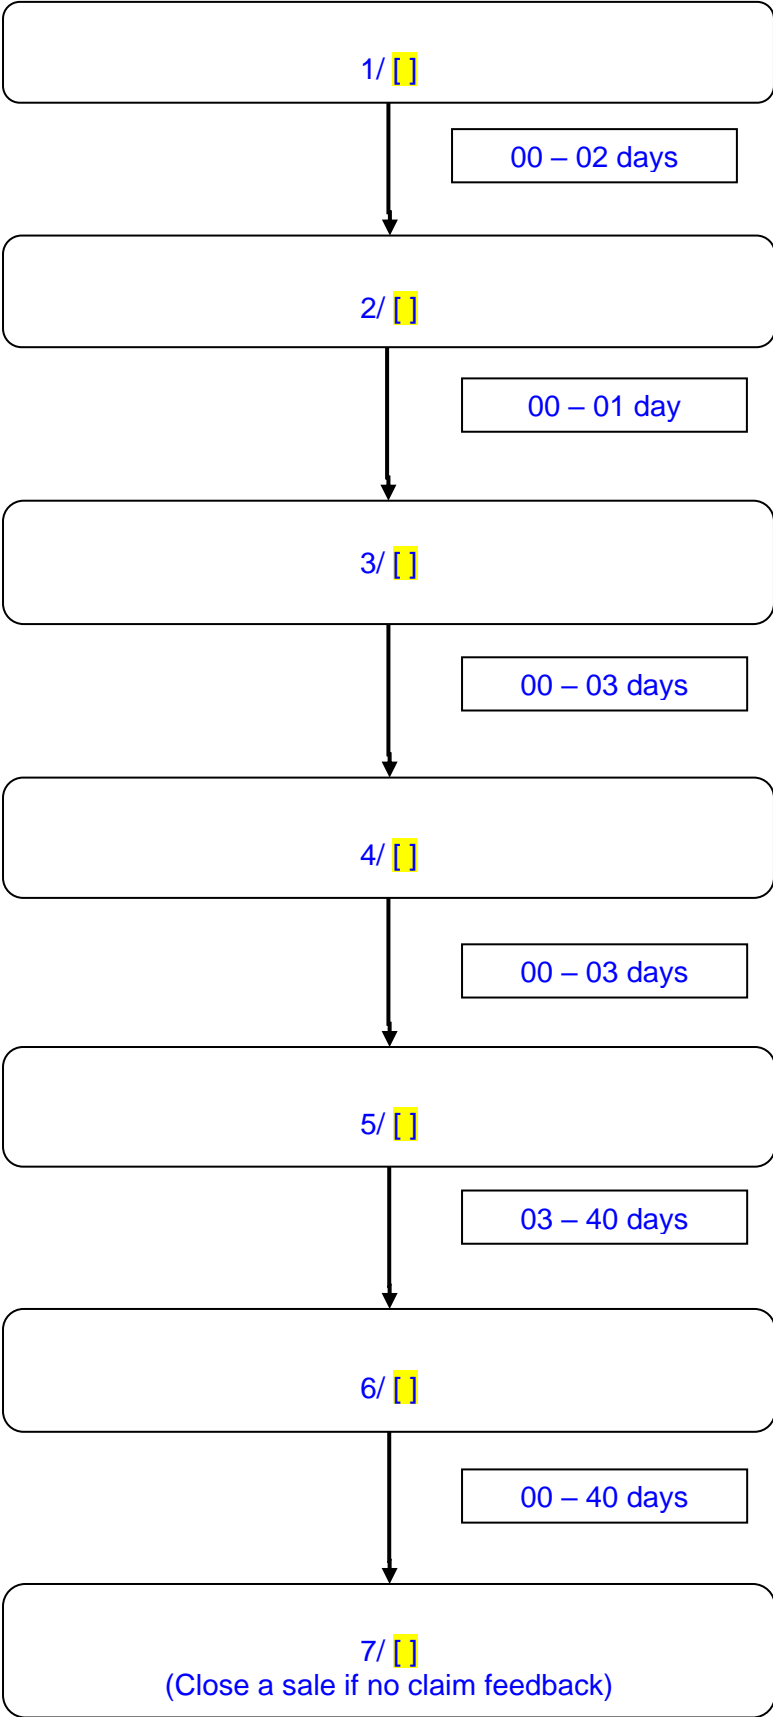 1/ [ ]
00 – 02 days
2/ [ ]
00 – 01 day
3/ [ ]
00 – 03 days
4/ [ ]
00 – 03 days
5/ [ ]
03 – 40 days
6/ [ ]
00 – 40 days
7/ [ ]
(Close a sale if no claim feedback)